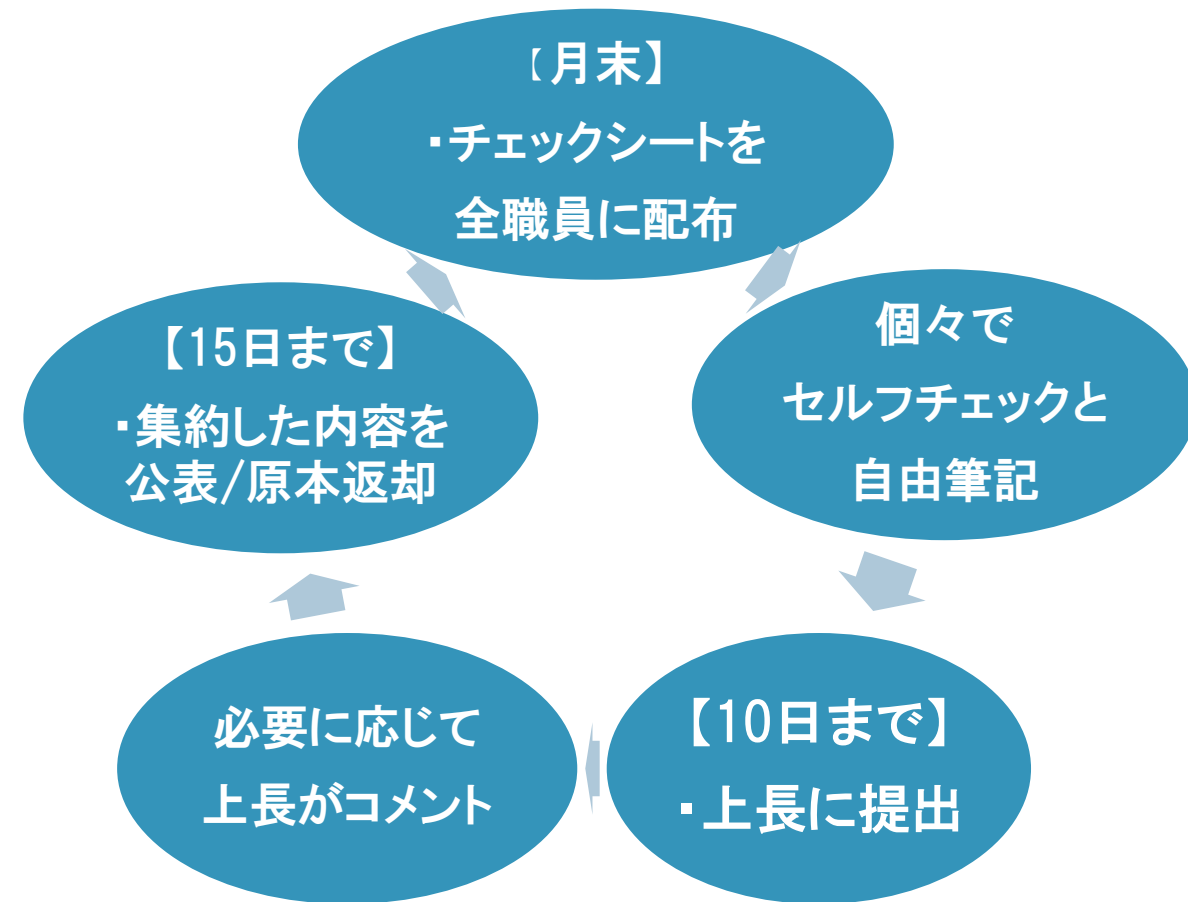 【月末】
・チェックシートを
全職員に配布
個々で
セルフチェックと
自由筆記
【10日まで】
・上長に提出
必要に応じて
上長がコメント
【15日まで】
・集約した内容を
公表/原本返却